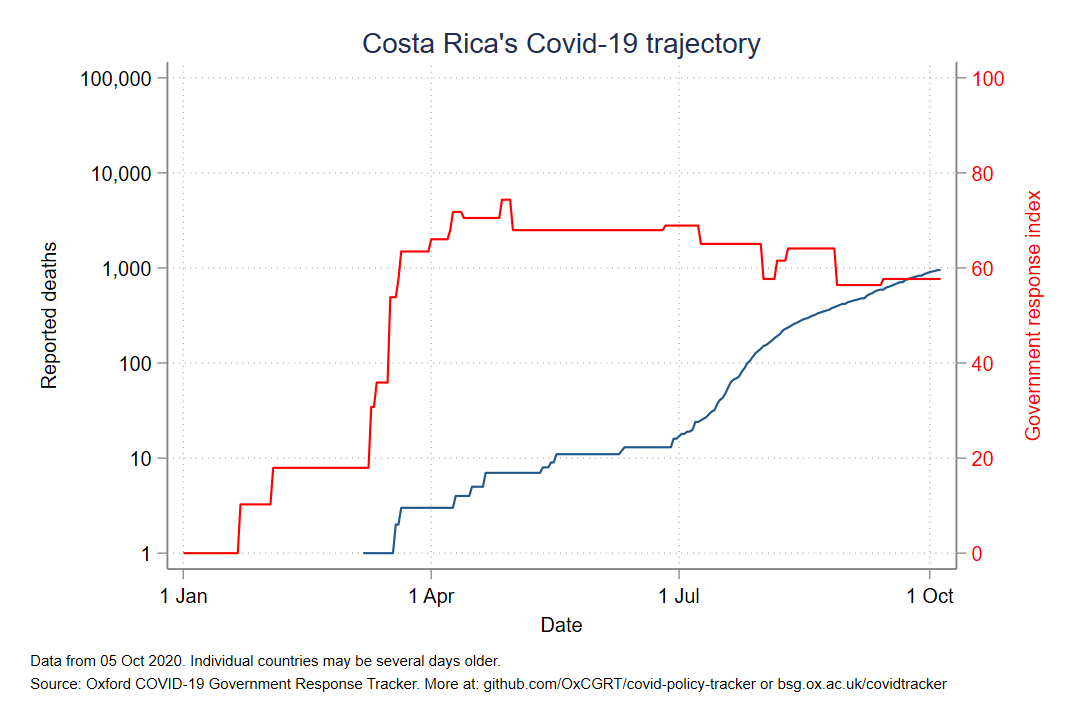 Costa Rica's Covid-19 trajectory
100,000
10,000
1,000
100
10
1
Reported deaths
100
80
60
40
20
0
Government response index
1 Jan
1 Apr
1 Jul
1 Oct
Date
Data from 05 Oct 2020. Individual countries may be several days older.
Source: Oxford COVID-19 Government Response Tracker. More at: github.com/OxCGRT/covid-policy-tracker or bsg.ox.ac.uk/covidtracker